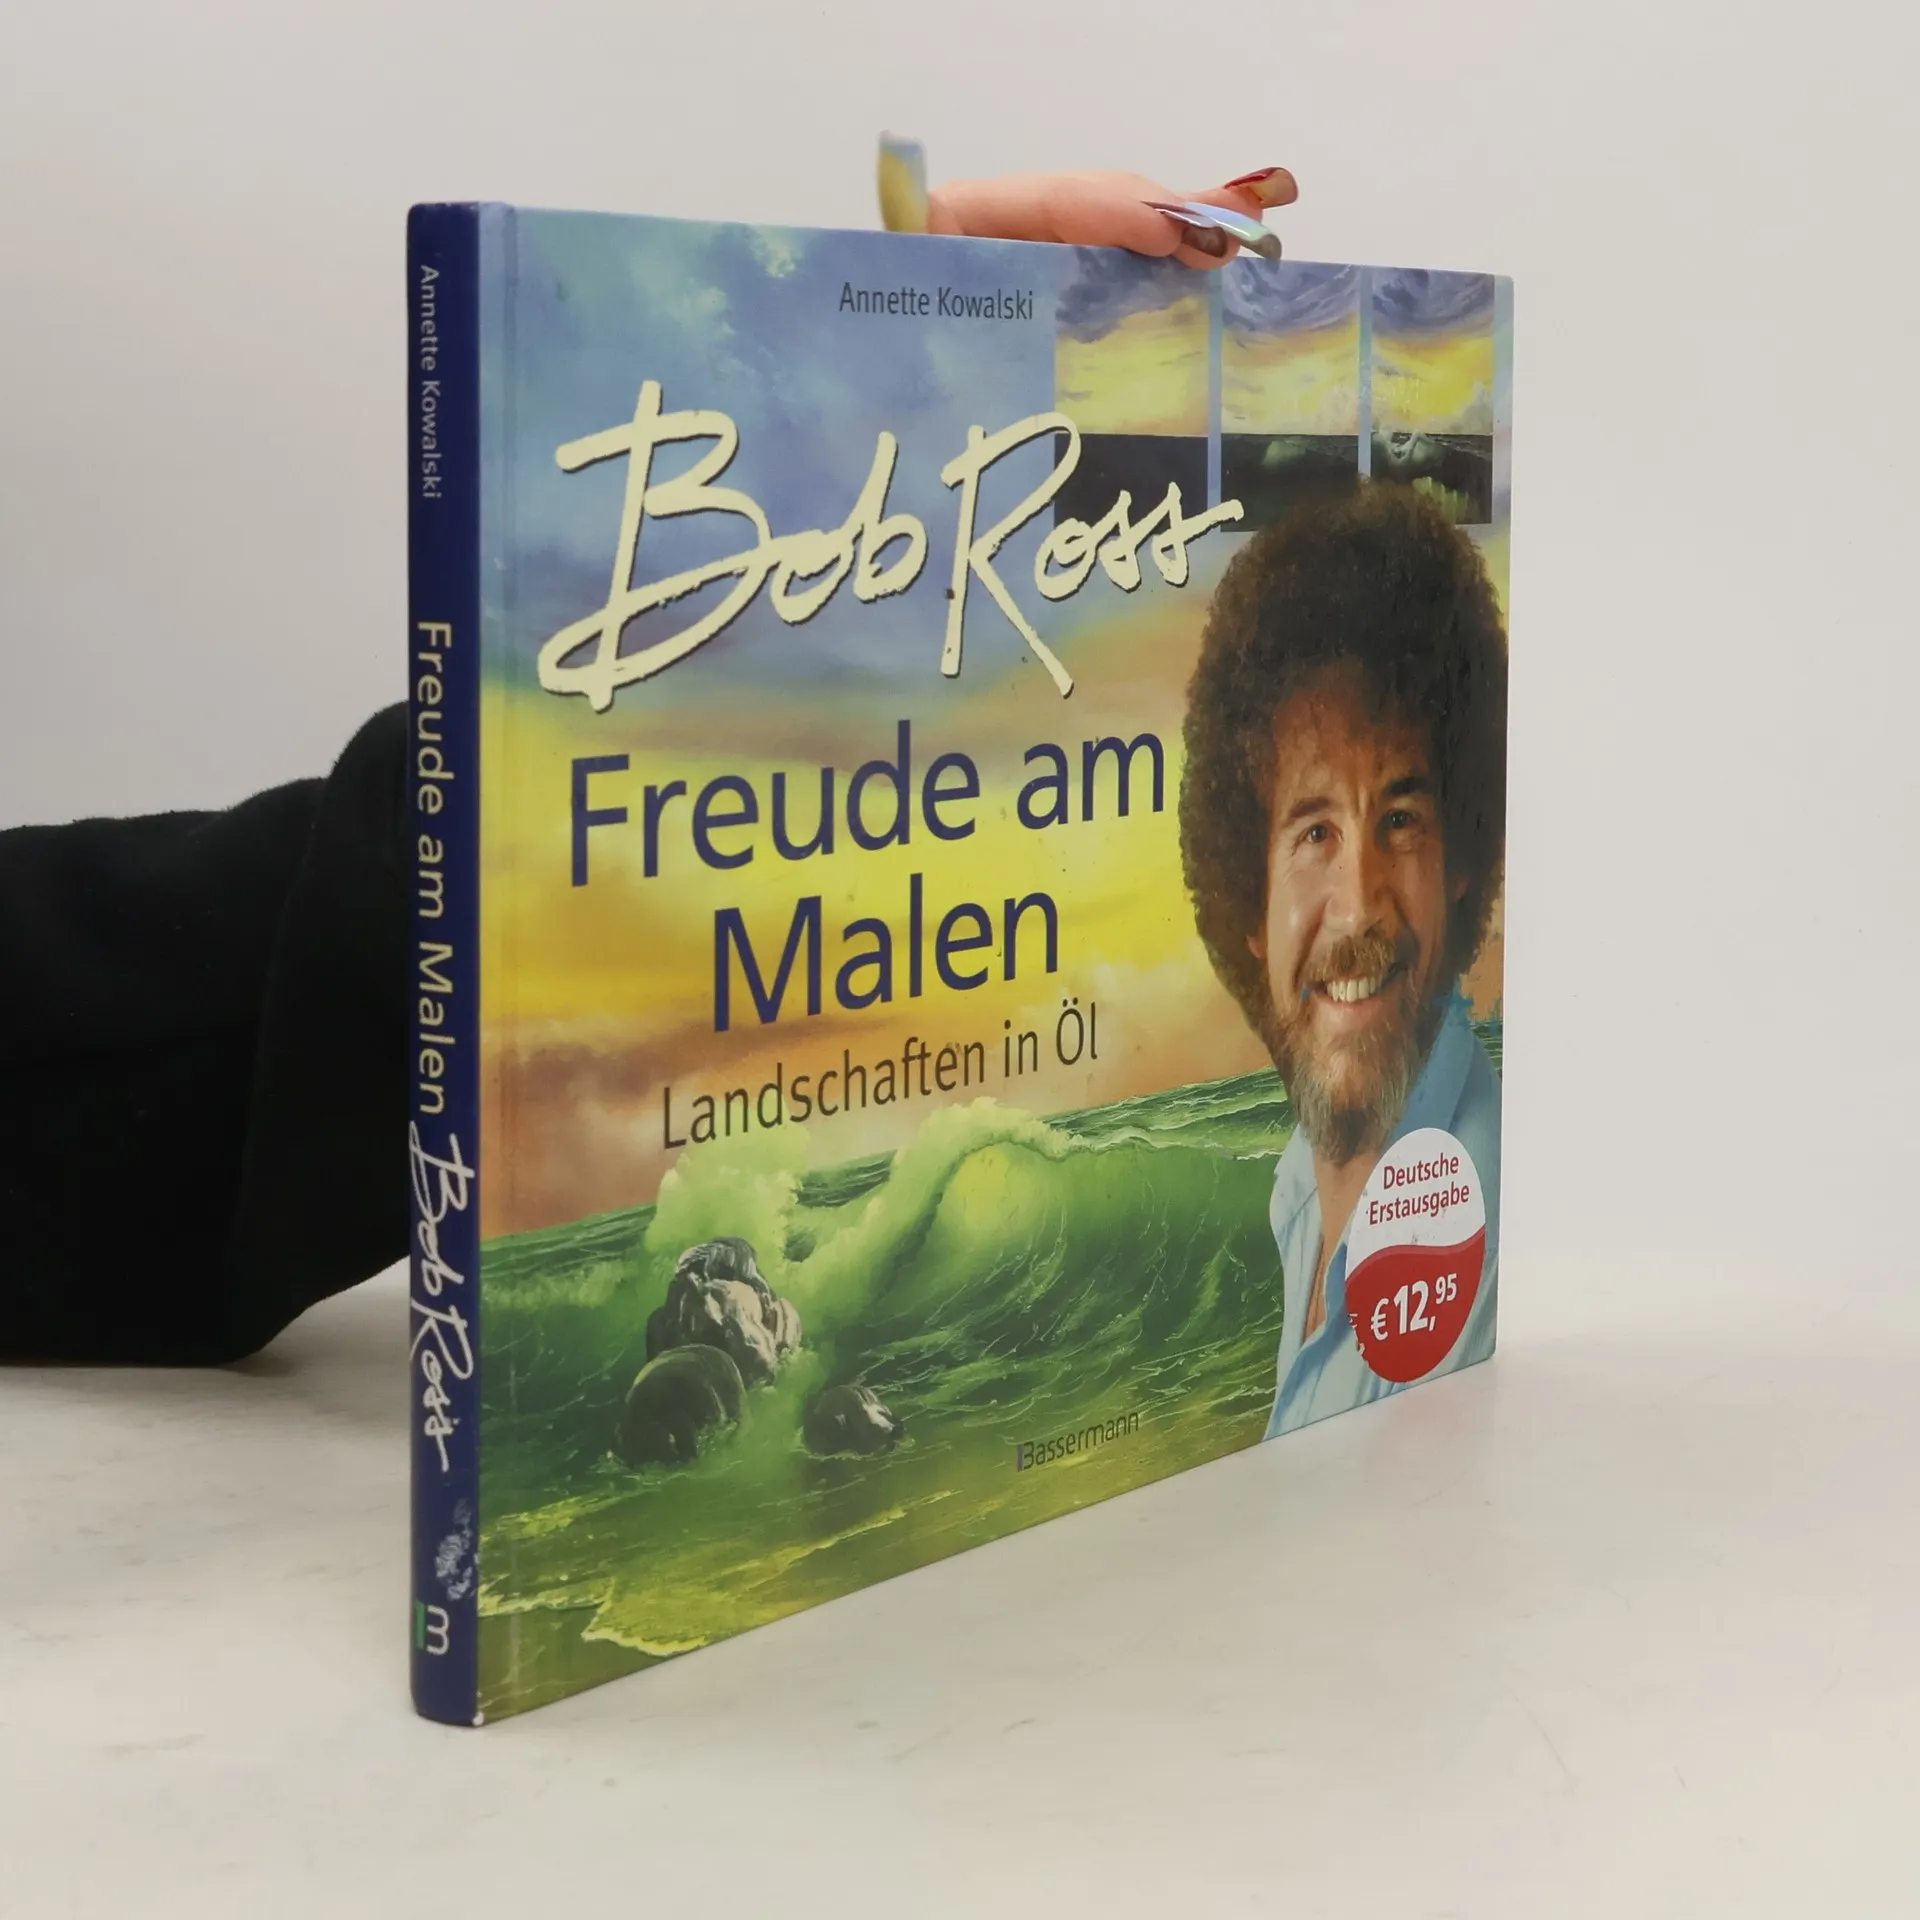 Annette Kowalski
Freude am Malen
Bob Ross
m
Annette Kowalski
Bob Ross
Freude am
Malen
Landschaften in Öl
Deutsche
Erstausgabe
€ 12,95
Bassermann